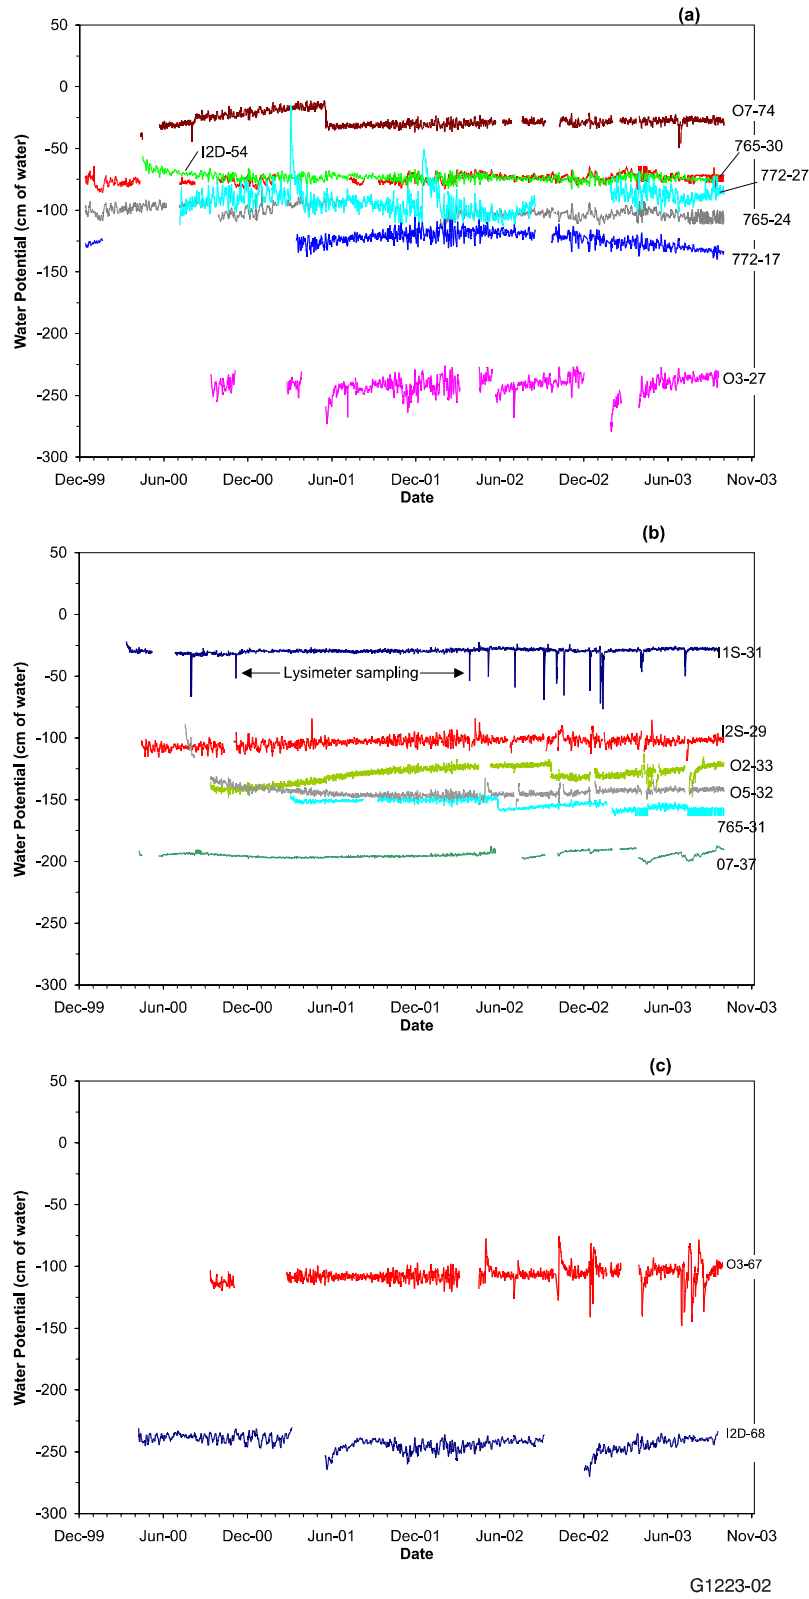 (a)
50
0
-50
-100
-150
-200
-250
-300
Water Potential (cm of water)
O7-74
I2D-54
765-30
772-27
765-24
772-17
O3-27
Dec-99 Jun-00 Dec-00 Jun-01 Dec-01 Jun-02 Dec-02 Jun-03 Nov-03
Date
(b)
50
0
-50
-100
-150
-200
-250
-300
Water Potential (cm of water)
I1S-31
Lysimeter sampling
I2S-29
O2-33
O5-32
765-31
07-37
Dec-99 Jun-00 Dec-00 Jun-01 Dec-01 Jun-02 Dec-02 Jun-03 Nov-03
Date
(c)
50
0
-50
-100
-150
-200
-250
-300
Water Potential (cm of water)
O3-67
I2D-68
Dec-99 Jun-00 Dec-00 Jun-01 Dec-01 Jun-02 Dec-02 Jun-03 Nov-03
Date
G1223-02